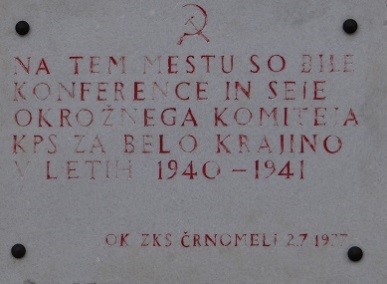 NA TEM MESTU SO BILE
KONFERENCE IN SEJE
OKROŽNEGA KOMITEJA
KPS ZA BELO KRAJINO
V LETIH 1940-1941
OK ZKS ČRNOMELJ 2.7.1977